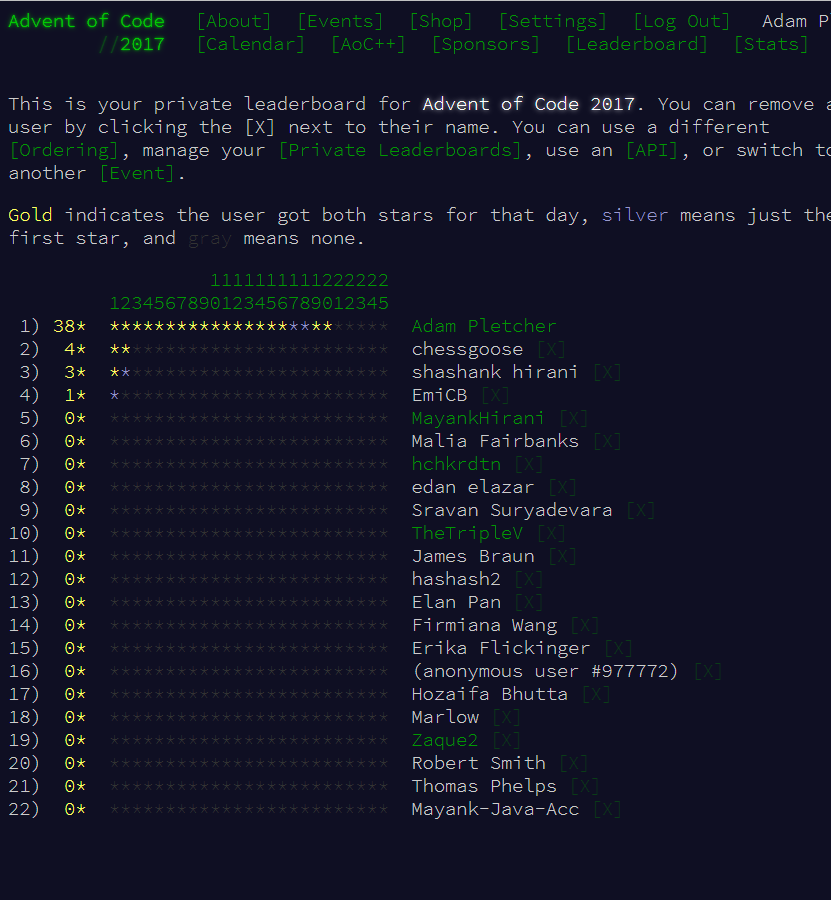 Advent of Code [About] [Events] [Shop] [Settings] [Log Out] Adam P
//2017 [Calendar] [AoC++] [Sponsors] [Leaderboard] [Stats]
This is your private leaderboard for Advent of Code 2017. You can remove a
user by clicking the [X] next to their name. You can use a different
[Ordering], manage your [Private Leaderboards], use an [API], or switch to
another [Event].
Gold indicates the user got both stars for that day, silver means just the
first star, and gray means none.
1111111111222222
1234567890123456789012345
1) 38* ************************* Adam Pletcher
2) 4* ************************* chessgoose [X]
3) 3* ************************* shashank hirani [X]
4) 1* ************************* EmiCB [X]
5) 0* ************************* MayankHirani [X]
6) 0* ************************* Malia Fairbanks [X]
7) 0* ************************* hchkrdtn [X]
8) 0* ************************* edan elazar [X]
9) 0* ************************* Sravan Suryadevara [X]
10) 0* ************************* TheTripleV [X]
11) 0* ************************* James Braun [X]
12) 0* ************************* hashash2 [X]
13) 0* ************************* Elan Pan [X]
14) 0* ************************* Firmiana Wang [X]
15) 0* ************************* Erika Flickinger [X]
16) 0* ************************* (anonymous user #977772) [X]
17) 0* ************************* Hozaifa Bhutta [X]
18) 0* ************************* Marlow [X]
19) 0* ************************* Zaque2 [X]
20) 0* ************************* Robert Smith [X]
21) 0* ************************* Thomas Phelps [X]
22) 0* ************************* Mayank-Java-Acc [X]